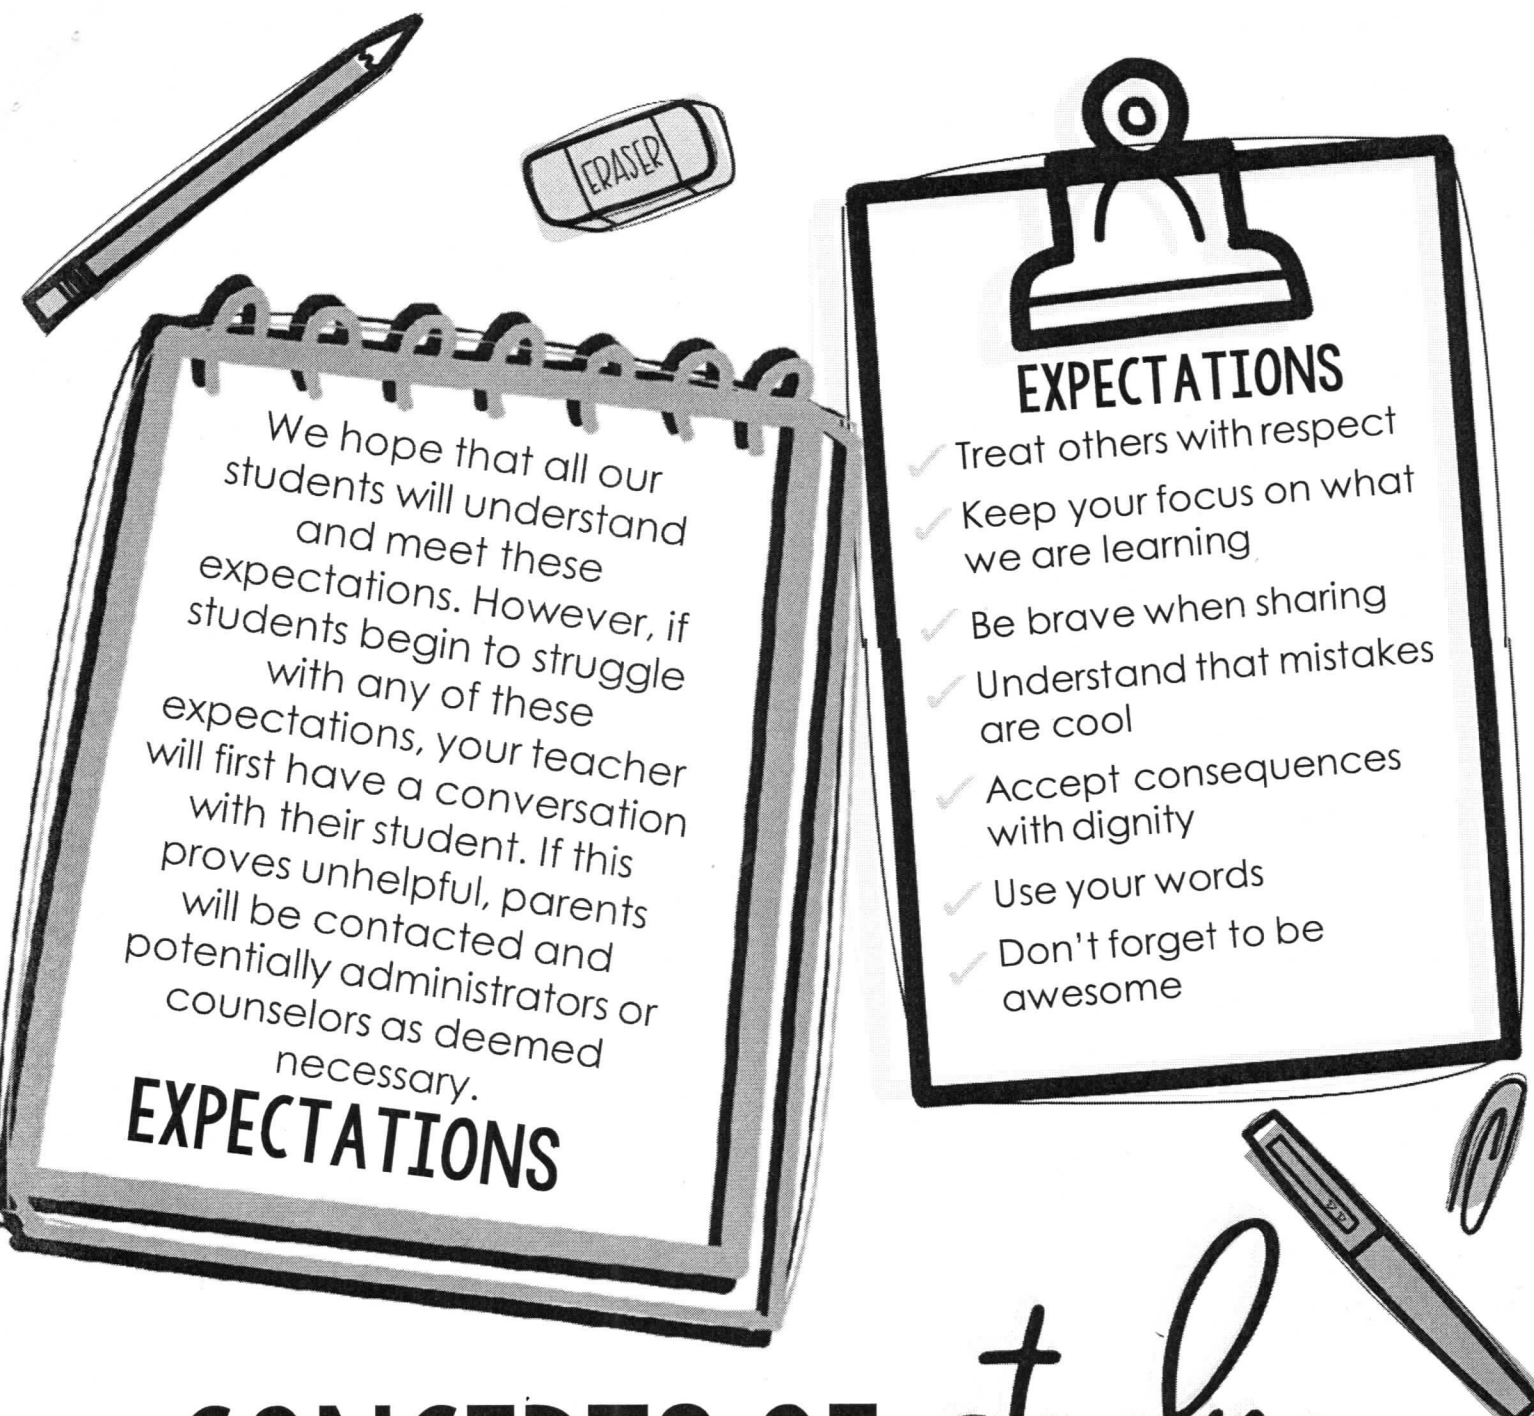 ERASER
We hope that all our
students will understand
and meet these
expectations. However, if
students begin to struggle
with any of these
expectations, your teacher
will first have a conversation
with their student. If this
proves unhelpful, parents
will be contacted and
potentially administrators or
counselors as deemed
necessary.
EXPECTATIONS
EXPECTATIONS
Treat others with respect
Keep your focus on what
we are learning
Be brave when sharing
Understand that mistakes
are cool
Accept consequences
with dignity
Use your words
Don't forget to be
awesome
CONCEPTS OF